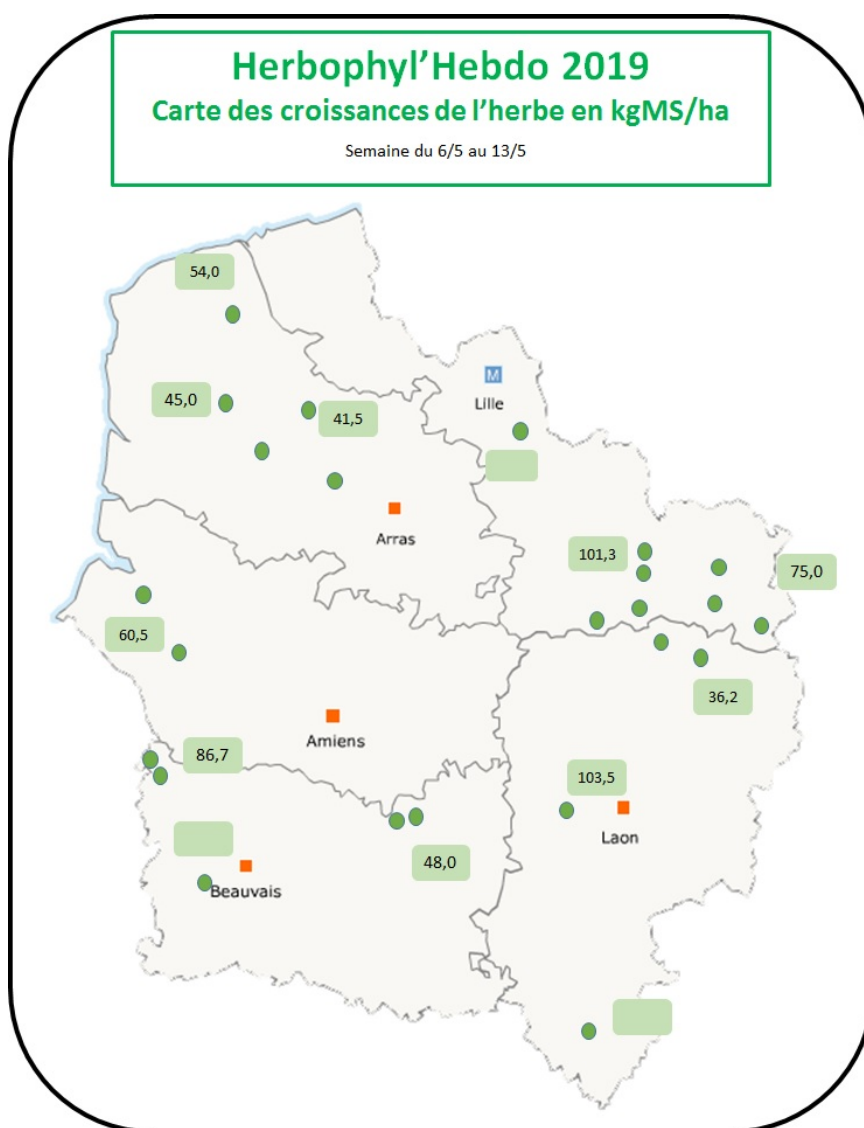 Herbophyl'Hebdo 2019
Carte des croissances de l'herbe en kgMS/ha
Semaine du 6/5 au 13/5
54,0
M
Lille
45,0
41,5
Arras
101,3
75,0
60,5
36,2
Amiens
86,7
103,5
Laon
48,0
Beauvais